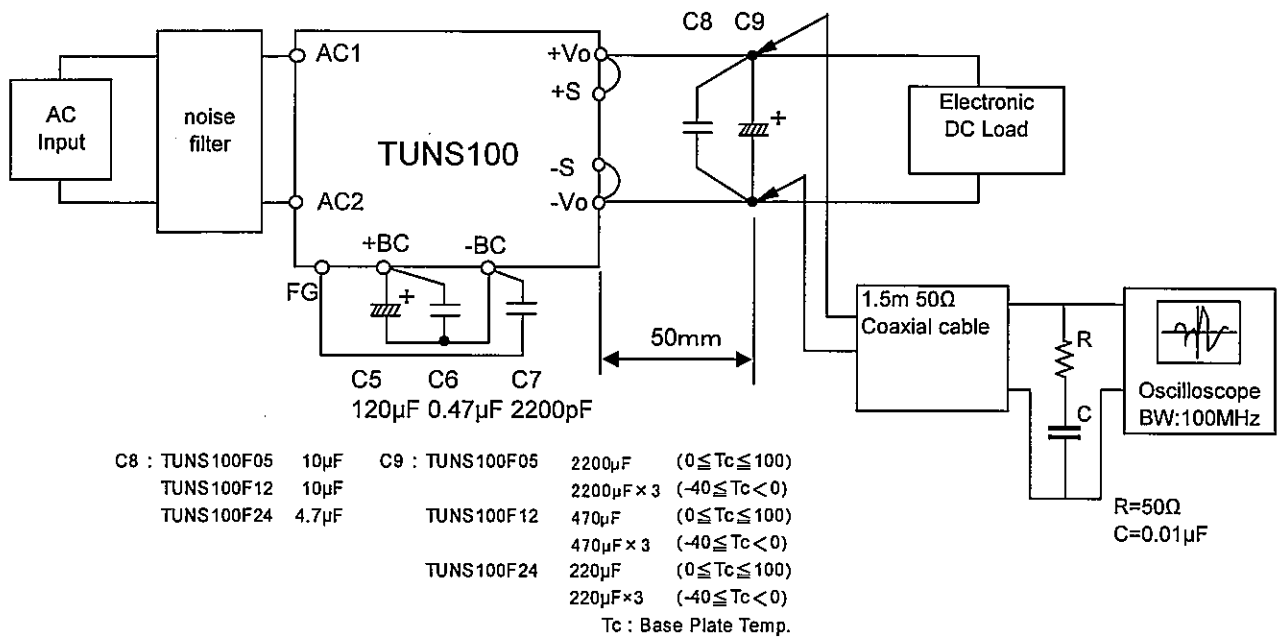 C8 C9
AC1
+Vo
+S
AC
Input
noise
filter
TUNS100
Electronic
DC Load
-S
-Vo
AC2
+BC
-BC
FG
+
+
+
50mm
1.5m 50Ω
Coaxial cable
R
C
Oscilloscope
BW:100MHz
C5 C6 C7
120μF 0.47μF 2200pF
R=50Ω
C=0.01μF
C8 : TUNS100F05 10μF C9 : TUNS100F05 2200μF (0≦Tc≦100)
2200μF×3 (-40≦Tc<0)
TUNS100F12 10μF
TUNS100F24 4.7μF TUNS100F12 470μF (0≦Tc≦100)
470μF×3 (-40≦Tc<0)
TUNS100F24 220μF (0≦Tc≦100)
220μF×3 (-40≦Tc<0)
Tc : Base Plate Temp.